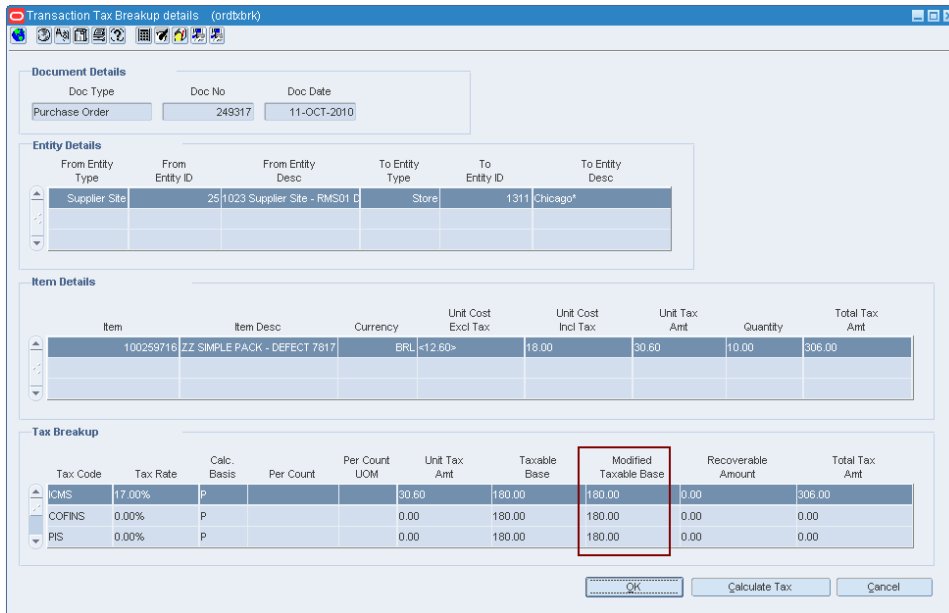 Transaction Tax Breakup details (ordtxbrk)
Document Details
Doc Type Doc No Doc Date
Purchase Order 249317 11-OCT-2010
Entity Details
From Entity From From Entity To Entity To To Entity
Type Entity ID Desc Type Entity ID Desc
Supplier Site 25 1023 Supplier Site - RMS01 D Store 1311 Chicago*
Item Details
Unit Cost Unit Cost Unit Tax Total Tax
Item Item Desc Currency Excl Tax Incl Tax Amt Quantity Amt
100259716 ZZ SIMPLE PACK - DEFECT 7817 BRL <12.60> 18.00 30.60 10.00 306.00
Tax Breakup
Calc. Per Count Unit Tax Taxable Modified Recoverable Total Tax
Tax Code Tax Rate Basis Per Count UOM Amt Base Taxable Base Amount Amt
ICMS 17.00% P 30.60 180.00 180.00 0.00 306.00
COFINS 0.00% P 0.00 180.00 180.00 0.00 0.00
PIS 0.00% P 0.00 180.00 180.00 0.00 0.00
OK Calculate Tax Cancel